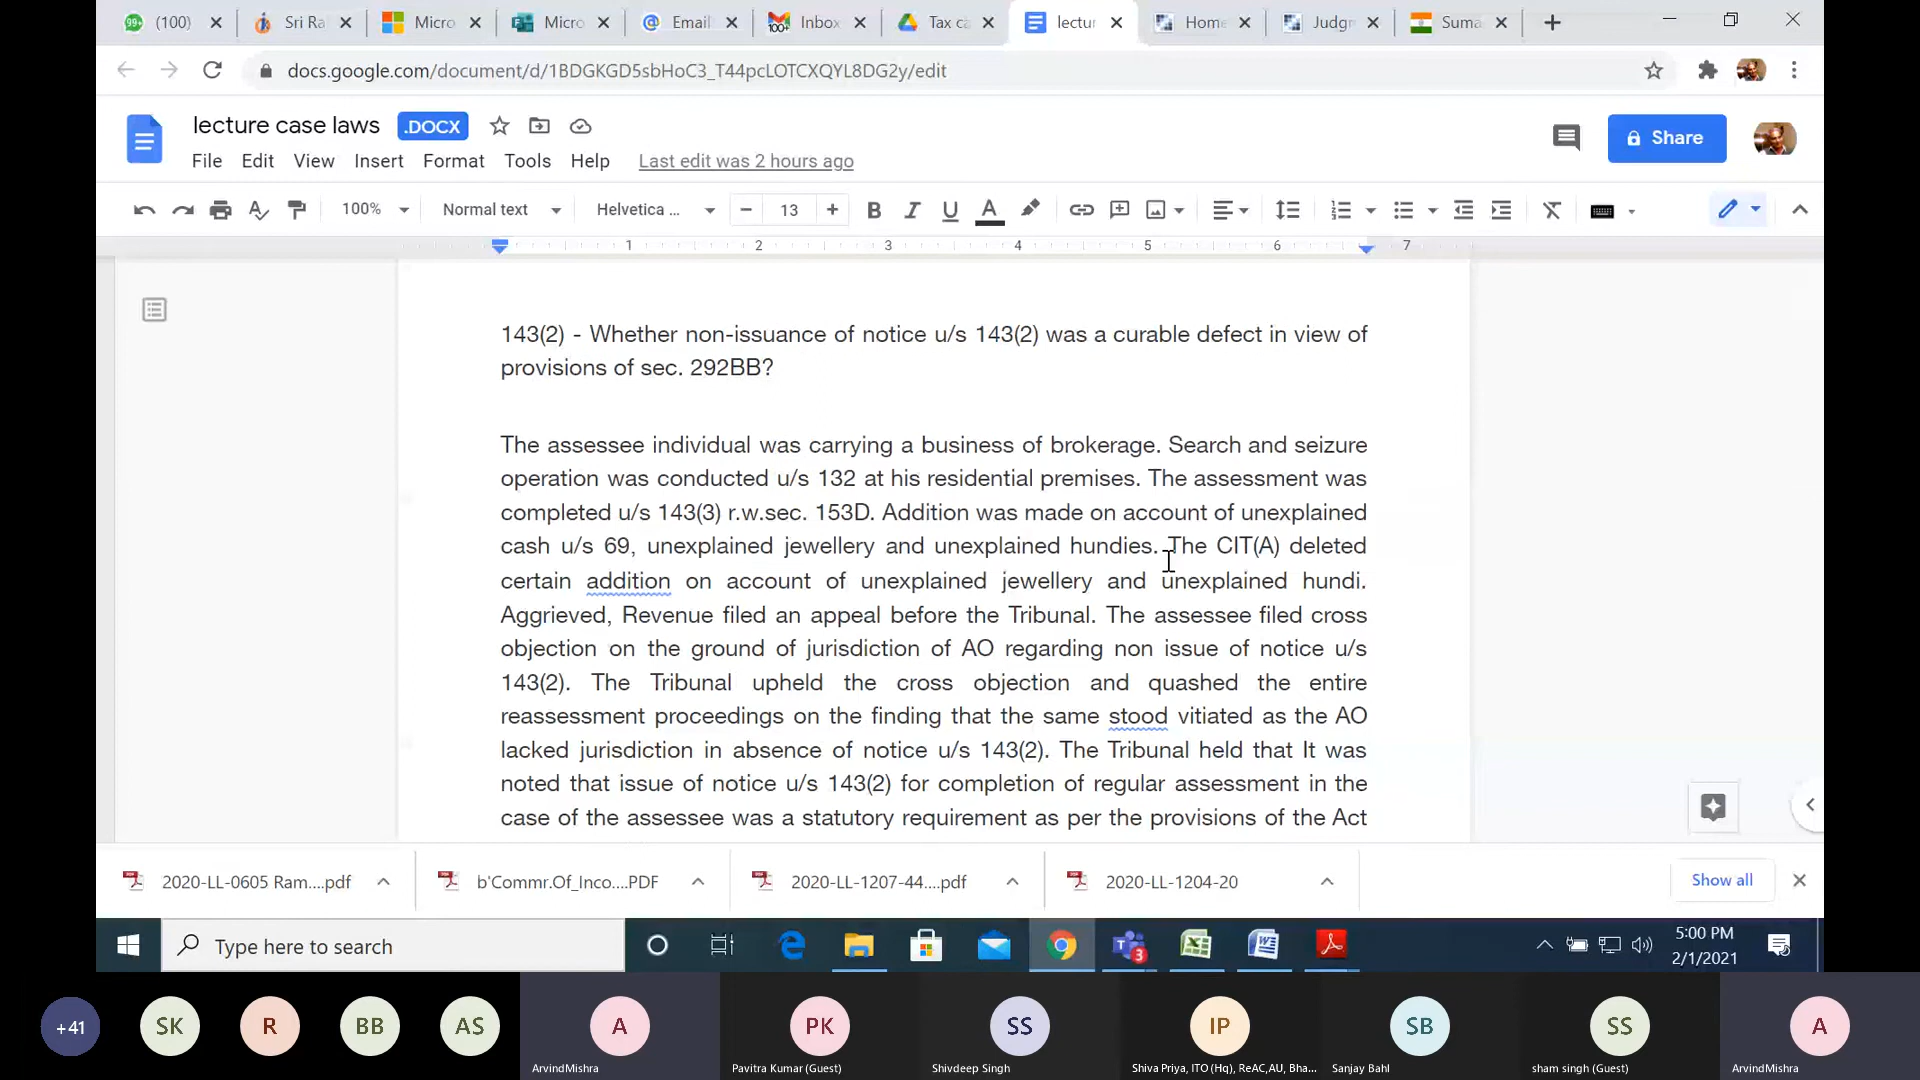 (100)
Sri Ra
Micro
Micro
Email
Inbox
Tax ca
lectur
Home
Judgm
Suma
docs.google.com/document/d/1BDGKGD5sbHoC3_T44pcLOTCXQYL8DG2y/edit
lecture case laws .DOCX
Share
File Edit View Insert Format Tools Help Last edit was 2 hours ago
100% Normal text Helvetica ... 13
1 2 3 4 5 6 7
143(2) - Whether non-issuance of notice u/s 143(2) was a curable defect in view of
provisions of sec. 292BB?
The assessee individual was carrying a business of brokerage. Search and seizure
operation was conducted u/s 132 at his residential premises. The assessment was
completed u/s 143(3) r.w.sec. 153D. Addition was made on account of unexplained
cash u/s 69, unexplained jewellery and unexplained hundies. The CIT(A) deleted
certain addition on account of unexplained jewellery and unexplained hundi.
Aggrieved, Revenue filed an appeal before the Tribunal. The assessee filed cross
objection on the ground of jurisdiction of AO regarding non issue of notice u/s
143(2). The Tribunal upheld the cross objection and quashed the entire
reassessment proceedings on the finding that the same stood vitiated as the AO
lacked jurisdiction in absence of notice u/s 143(2). The Tribunal held that It was
noted that issue of notice u/s 143(2) for completion of regular assessment in the
case of the assessee was a statutory requirement as per the provisions of the Act
2020-LL-0605 Ram....pdf
b'Commr.Of_Inco....PDF
2020-LL-1207-44....pdf
2020-LL-1204-20
Show all
Type here to search
3
5:00 PM
2/1/2021
+41
SK
R
BB
AS
A
PK
SS
IP
SB
SS
A
ArvindMishra
Pavitra Kumar (Guest)
Shivdeep Singh
Shiva Priya, ITO (Hq), ReAC,AU, Bha...
Sanjay Bahl
sham singh (Guest)
ArvindMishra